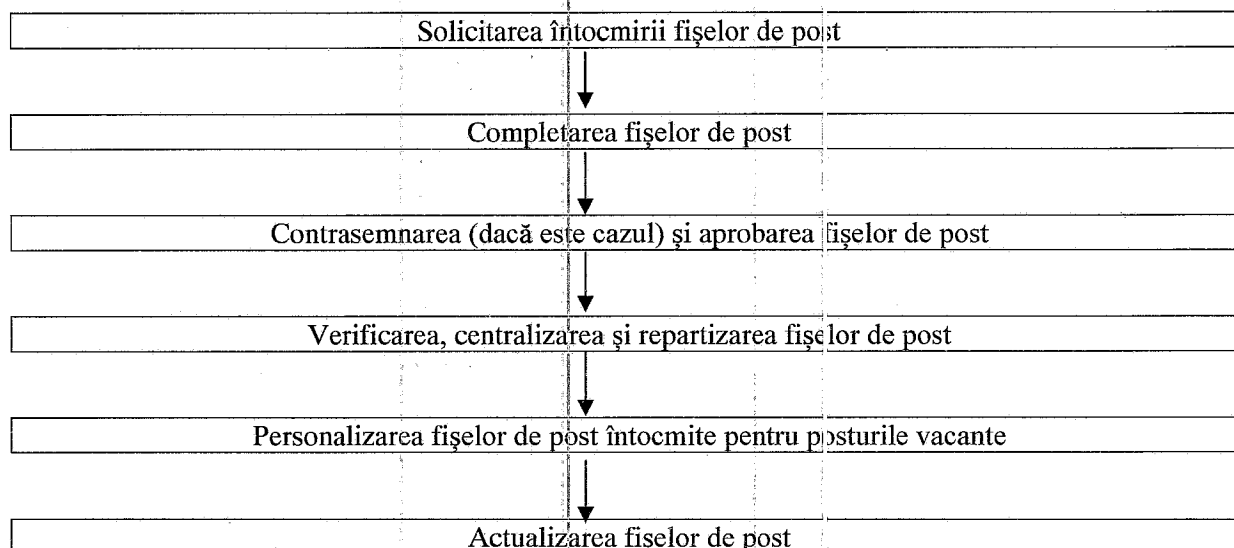 Solicitarea întocmirii fişelor de post
Completarea fişelor de post
Contrasemnarea (dacă este cazul) şi aprobarea fişelor de post
Verificarea, centralizarea şi repartizarea fişelor de post
Personalizarea fişelor de post întocmite pentru posturile vacante
Actualizarea fişelor de post